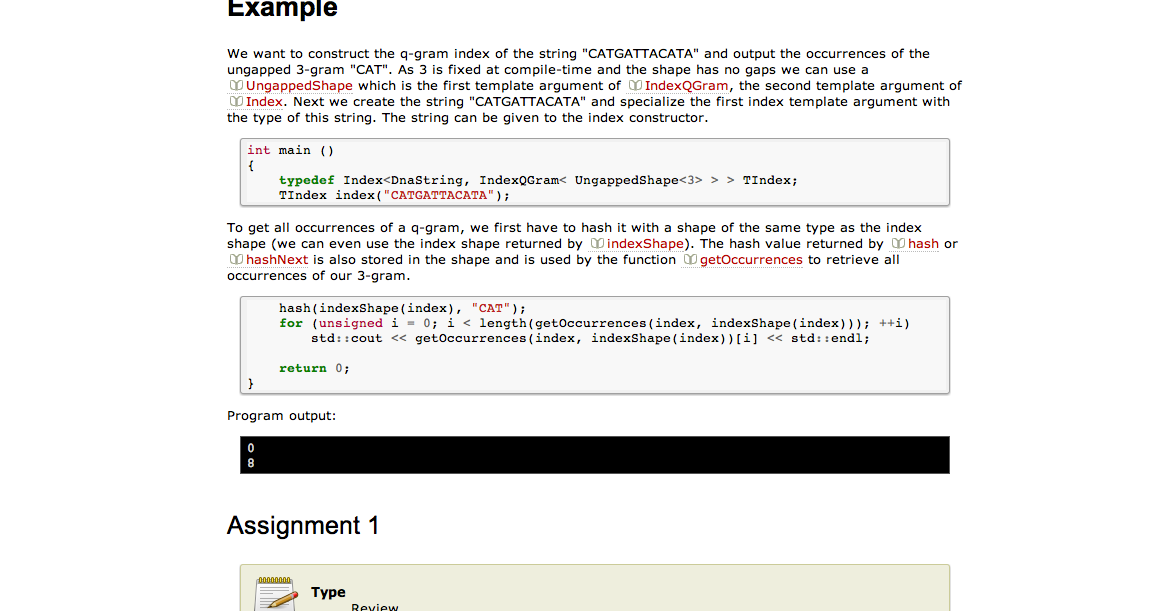 Example
We want to construct the q-gram index of the string "CATGATTACATA" and output the occurrences of the
ungapped 3-gram "CAT". As 3 is fixed at compile-time and the shape has no gaps we can use a
UngappedShape which is the first template argument of IndexQGram, the second template argument of
Index. Next we create the string "CATGATTACATA" and specialize the first index template argument with
the type of this string. The string can be given to the index constructor.
int main ()
{
    typedef Index<DnaString, IndexQGram< UngappedShape<3> > > TIndex;
    TIndex index("CATGATTACATA");
To get all occurrences of a q-gram, we first have to hash it with a shape of the same type as the index
shape (we can even use the index shape returned by indexShape). The hash value returned by hash or
hashNext is also stored in the shape and is used by the function getOccurrences to retrieve all
occurrences of our 3-gram.
    hash(indexShape(index), "CAT");
    for (unsigned i = 0; i < length(getOccurrences(index, indexShape(index))); ++i)
        std::cout << getOccurrences(index, indexShape(index))[i] << std::endl;
    return 0;
}
Program output:
0
8
Assignment 1
Type
Review